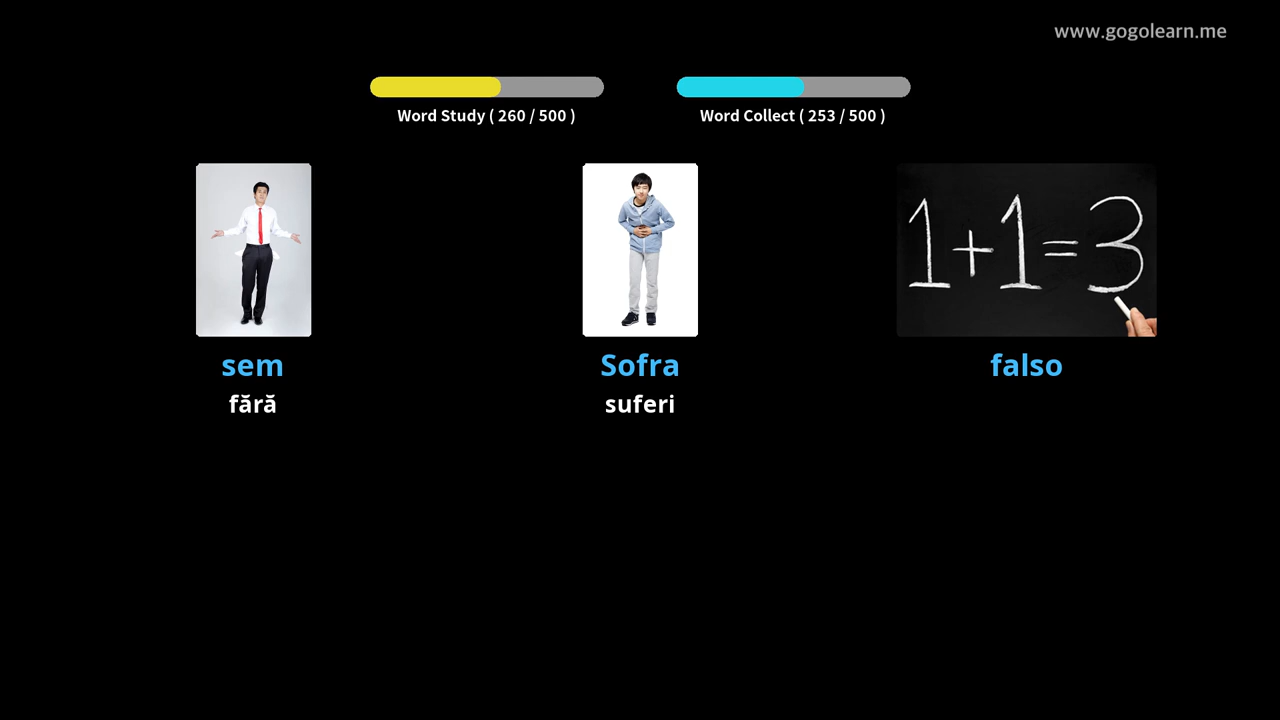 www.gogolearn.me
Word Study ( 260 / 500 )
Word Collect ( 253 / 500 )
1+1=3
sem
fără
Sofra
suferi
falso